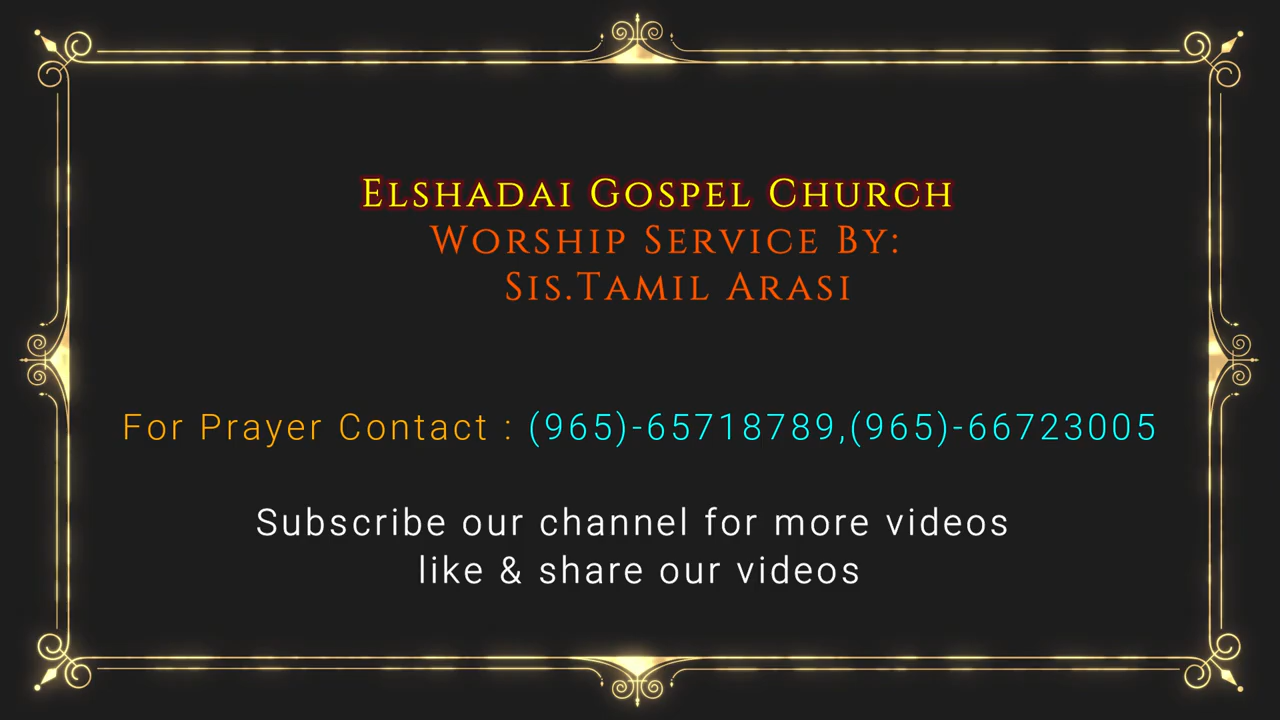 Elshadai Gospel Church
Worship Service By:
Sis.Tamil Arasi
For Prayer Contact : (965)-65718789,(965)-66723005
Subscribe our channel for more videos
like & share our videos